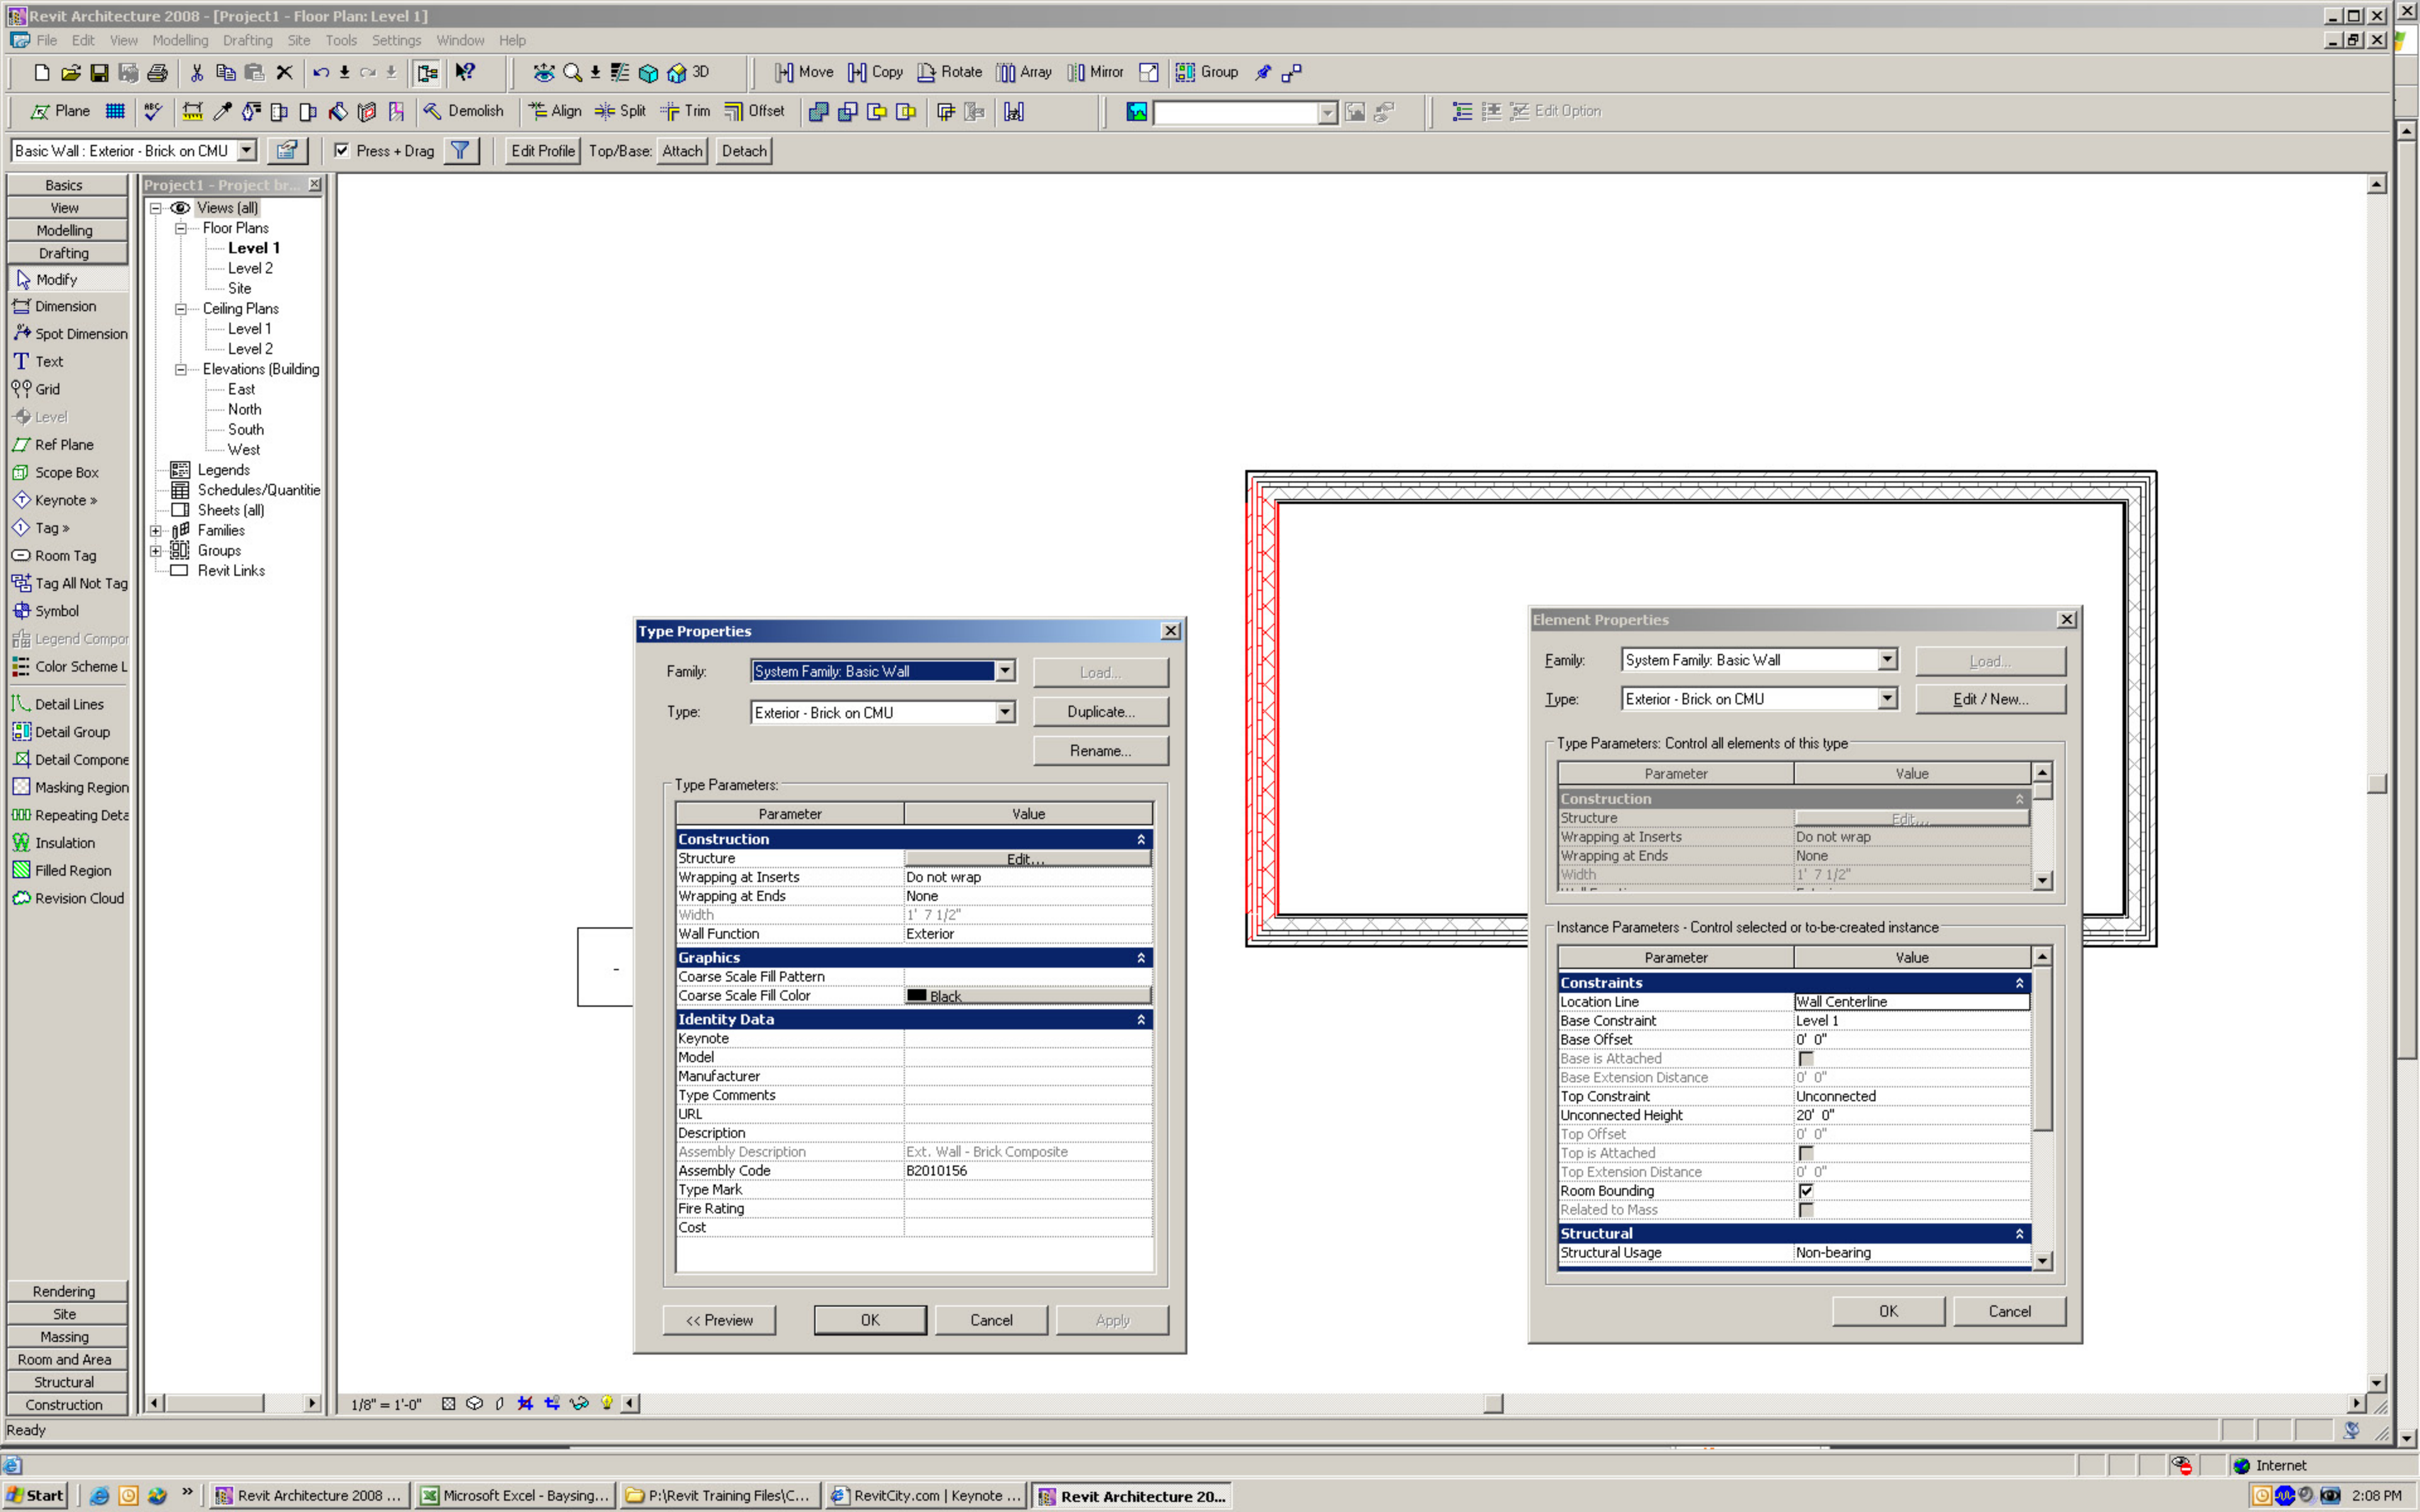 Revit Architecture 2008 - [Project1 - Floor Plan: Level 1]
File Edit View Modelling Drafting Site Tools Settings Window Help
3D Move Copy Rotate Array Mirror Group
Plane Demolish Align Split Trim Offset Edit Option
Basic Wall : Exterior - Brick on CMU Press + Drag Edit Profile Top/Base: Attach Detach
Basics
View
Modelling
Drafting
Modify
Dimension
Spot Dimension
Text
Grid
Level
Ref Plane
Scope Box
Keynote »
Tag »
Room Tag
Tag All Not Tag
Symbol
Legend Compor
Color Scheme L
Detail Lines
Detail Group
Detail Compone
Masking Region
Repeating Deta
Insulation
Filled Region
Revision Cloud
Rendering
Site
Massing
Room and Area
Structural
Construction
Project1 - Project br...
Views (all)
Floor Plans
Level 1
Level 2
Site
Ceiling Plans
Level 1
Level 2
Elevations (Building
East
North
South
West
Legends
Schedules/Quantitie
Sheets (all)
Families
Groups
Revit Links
Type Properties
Family: System Family: Basic Wall Load...
Type: Exterior - Brick on CMU Duplicate...
Rename...
Type Parameters:
Parameter Value
Construction
Structure Edit...
Wrapping at Inserts Do not wrap
Wrapping at Ends None
Width 1' 7 1/2"
Wall Function Exterior
Graphics
Coarse Scale Fill Pattern
Coarse Scale Fill Color Black
Identity Data
Keynote
Model
Manufacturer
Type Comments
URL
Description
Assembly Description Ext. Wall - Brick Composite
Assembly Code B2010156
Type Mark
Fire Rating
Cost
<< Preview OK Cancel Apply
Element Properties
Family: System Family: Basic Wall Load...
Type: Exterior - Brick on CMU Edit / New...
Type Parameters: Control all elements of this type
Parameter Value
Construction
Structure Edit...
Wrapping at Inserts Do not wrap
Wrapping at Ends None
Width 1' 7 1/2"
Instance Parameters - Control selected or to-be-created instance
Parameter Value
Constraints
Location Line Wall Centerline
Base Constraint Level 1
Base Offset 0' 0"
Base is Attached
Base Extension Distance 0' 0"
Top Constraint Unconnected
Unconnected Height 20' 0"
Top Offset 0' 0"
Top is Attached
Top Extension Distance 0' 0"
Room Bounding
Related to Mass
Structural
Structural Usage Non-bearing
OK Cancel
1/8" = 1'-0"
Ready
Internet
Start » Revit Architecture 2008 ... Microsoft Excel - Baysing... P:\Revit Training Files\C... RevitCity.com | Keynote ... Revit Architecture 20... 2:08 PM